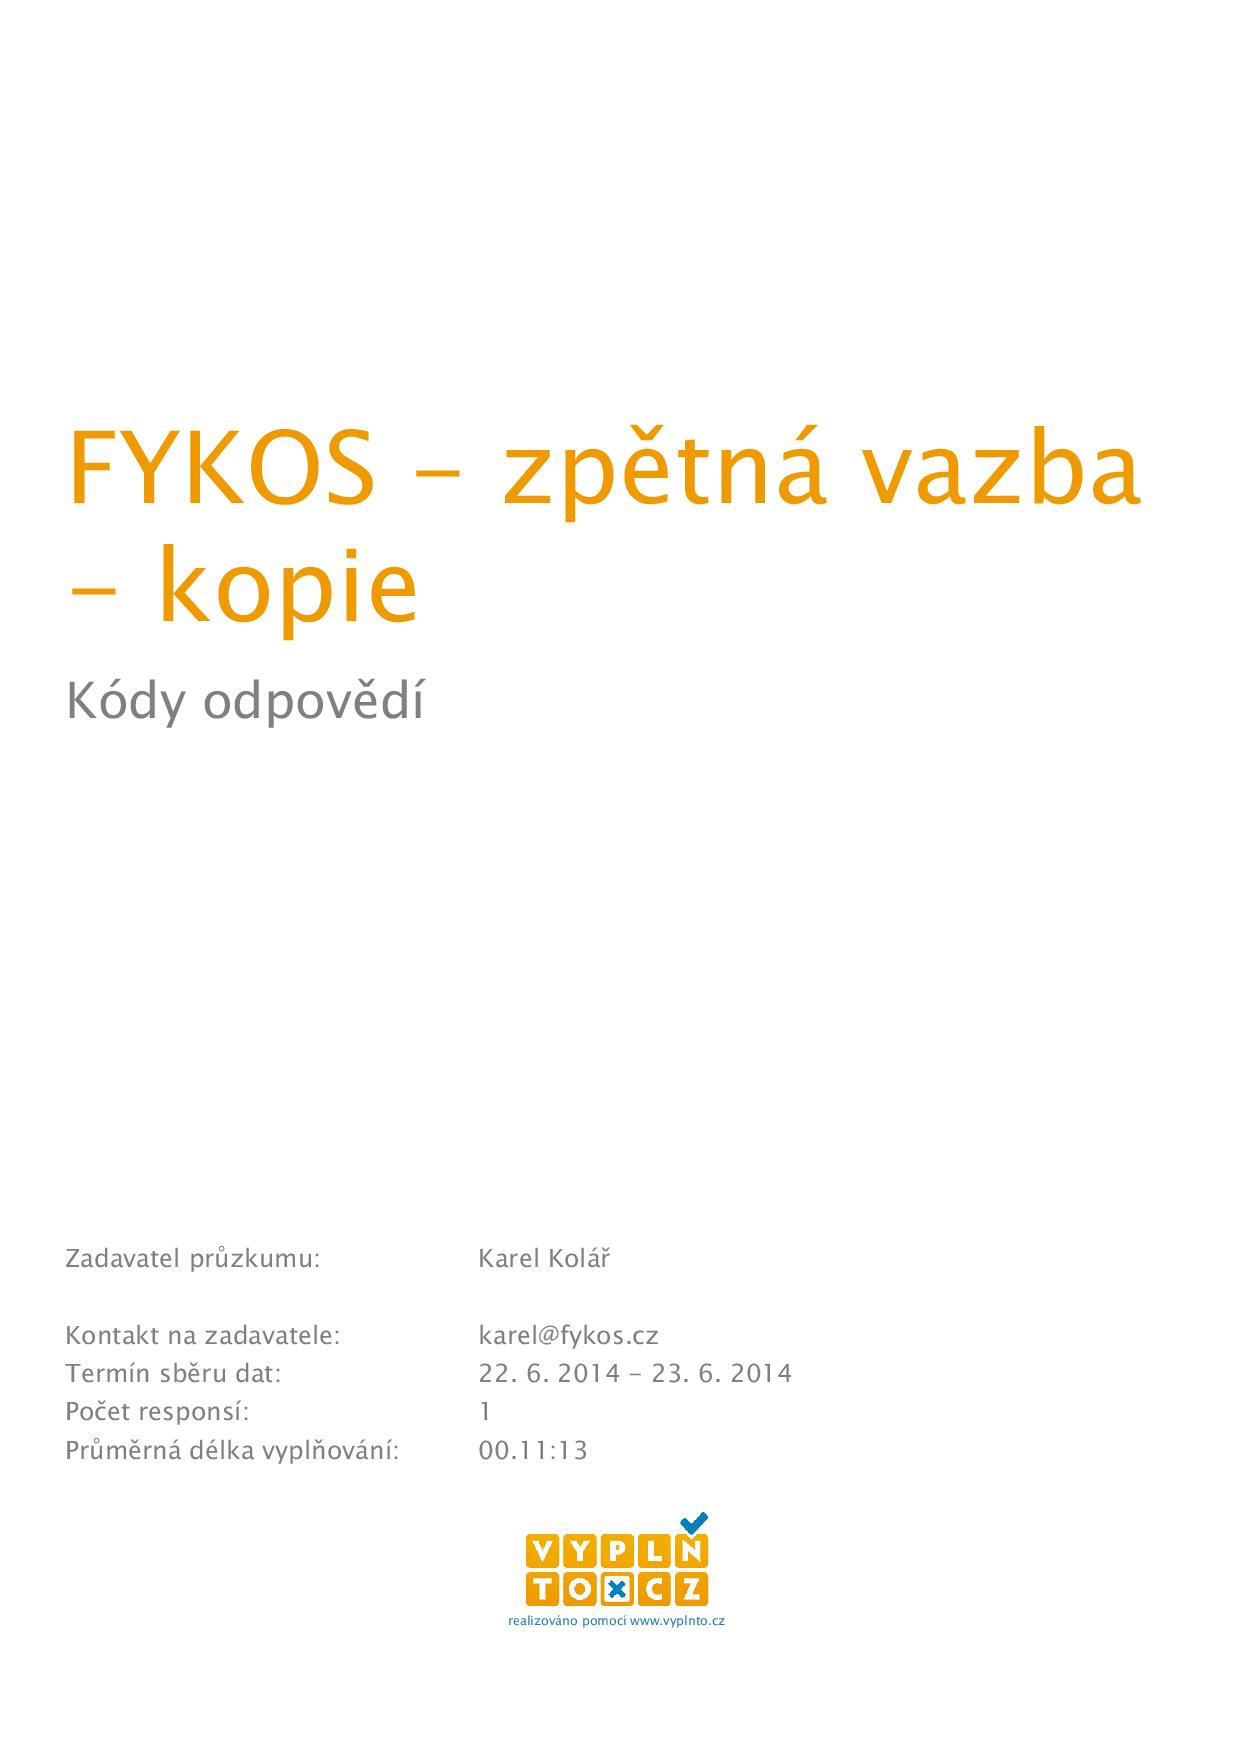 FYKOS – zpětná vazba
– kopie
Kódy odpovědí
Zadavatel průzkumu: Karel Kolář
Kontakt na zadavatele: karel@fykos.cz
Termín sběru dat: 22. 6. 2014 – 23. 6. 2014
Počet responsí: 1
Průměrná délka vyplňování: 00.11:13
VYPLŇ
TO CZ
realizováno pomocí www.vyplnto.cz